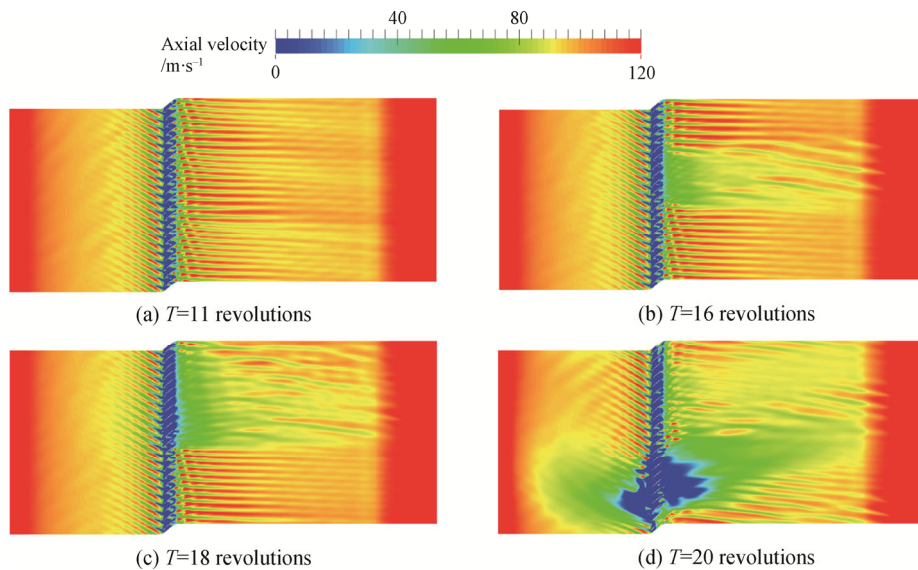 40 80
Axial velocity
/m·s⁻¹
0 120
(a) T=11 revolutions
(b) T=16 revolutions
(c) T=18 revolutions
(d) T=20 revolutions